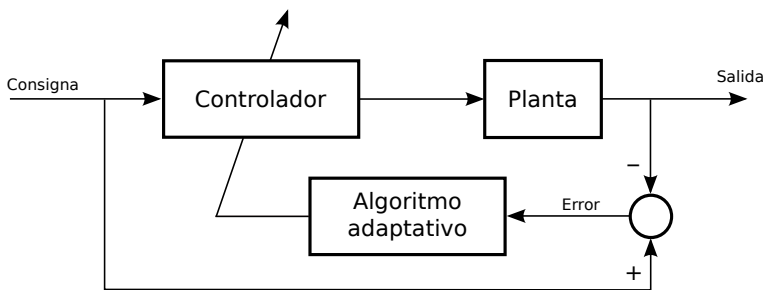 Consigna
Controlador
Planta
Salida
−
Algoritmo
adaptativo
Error
+